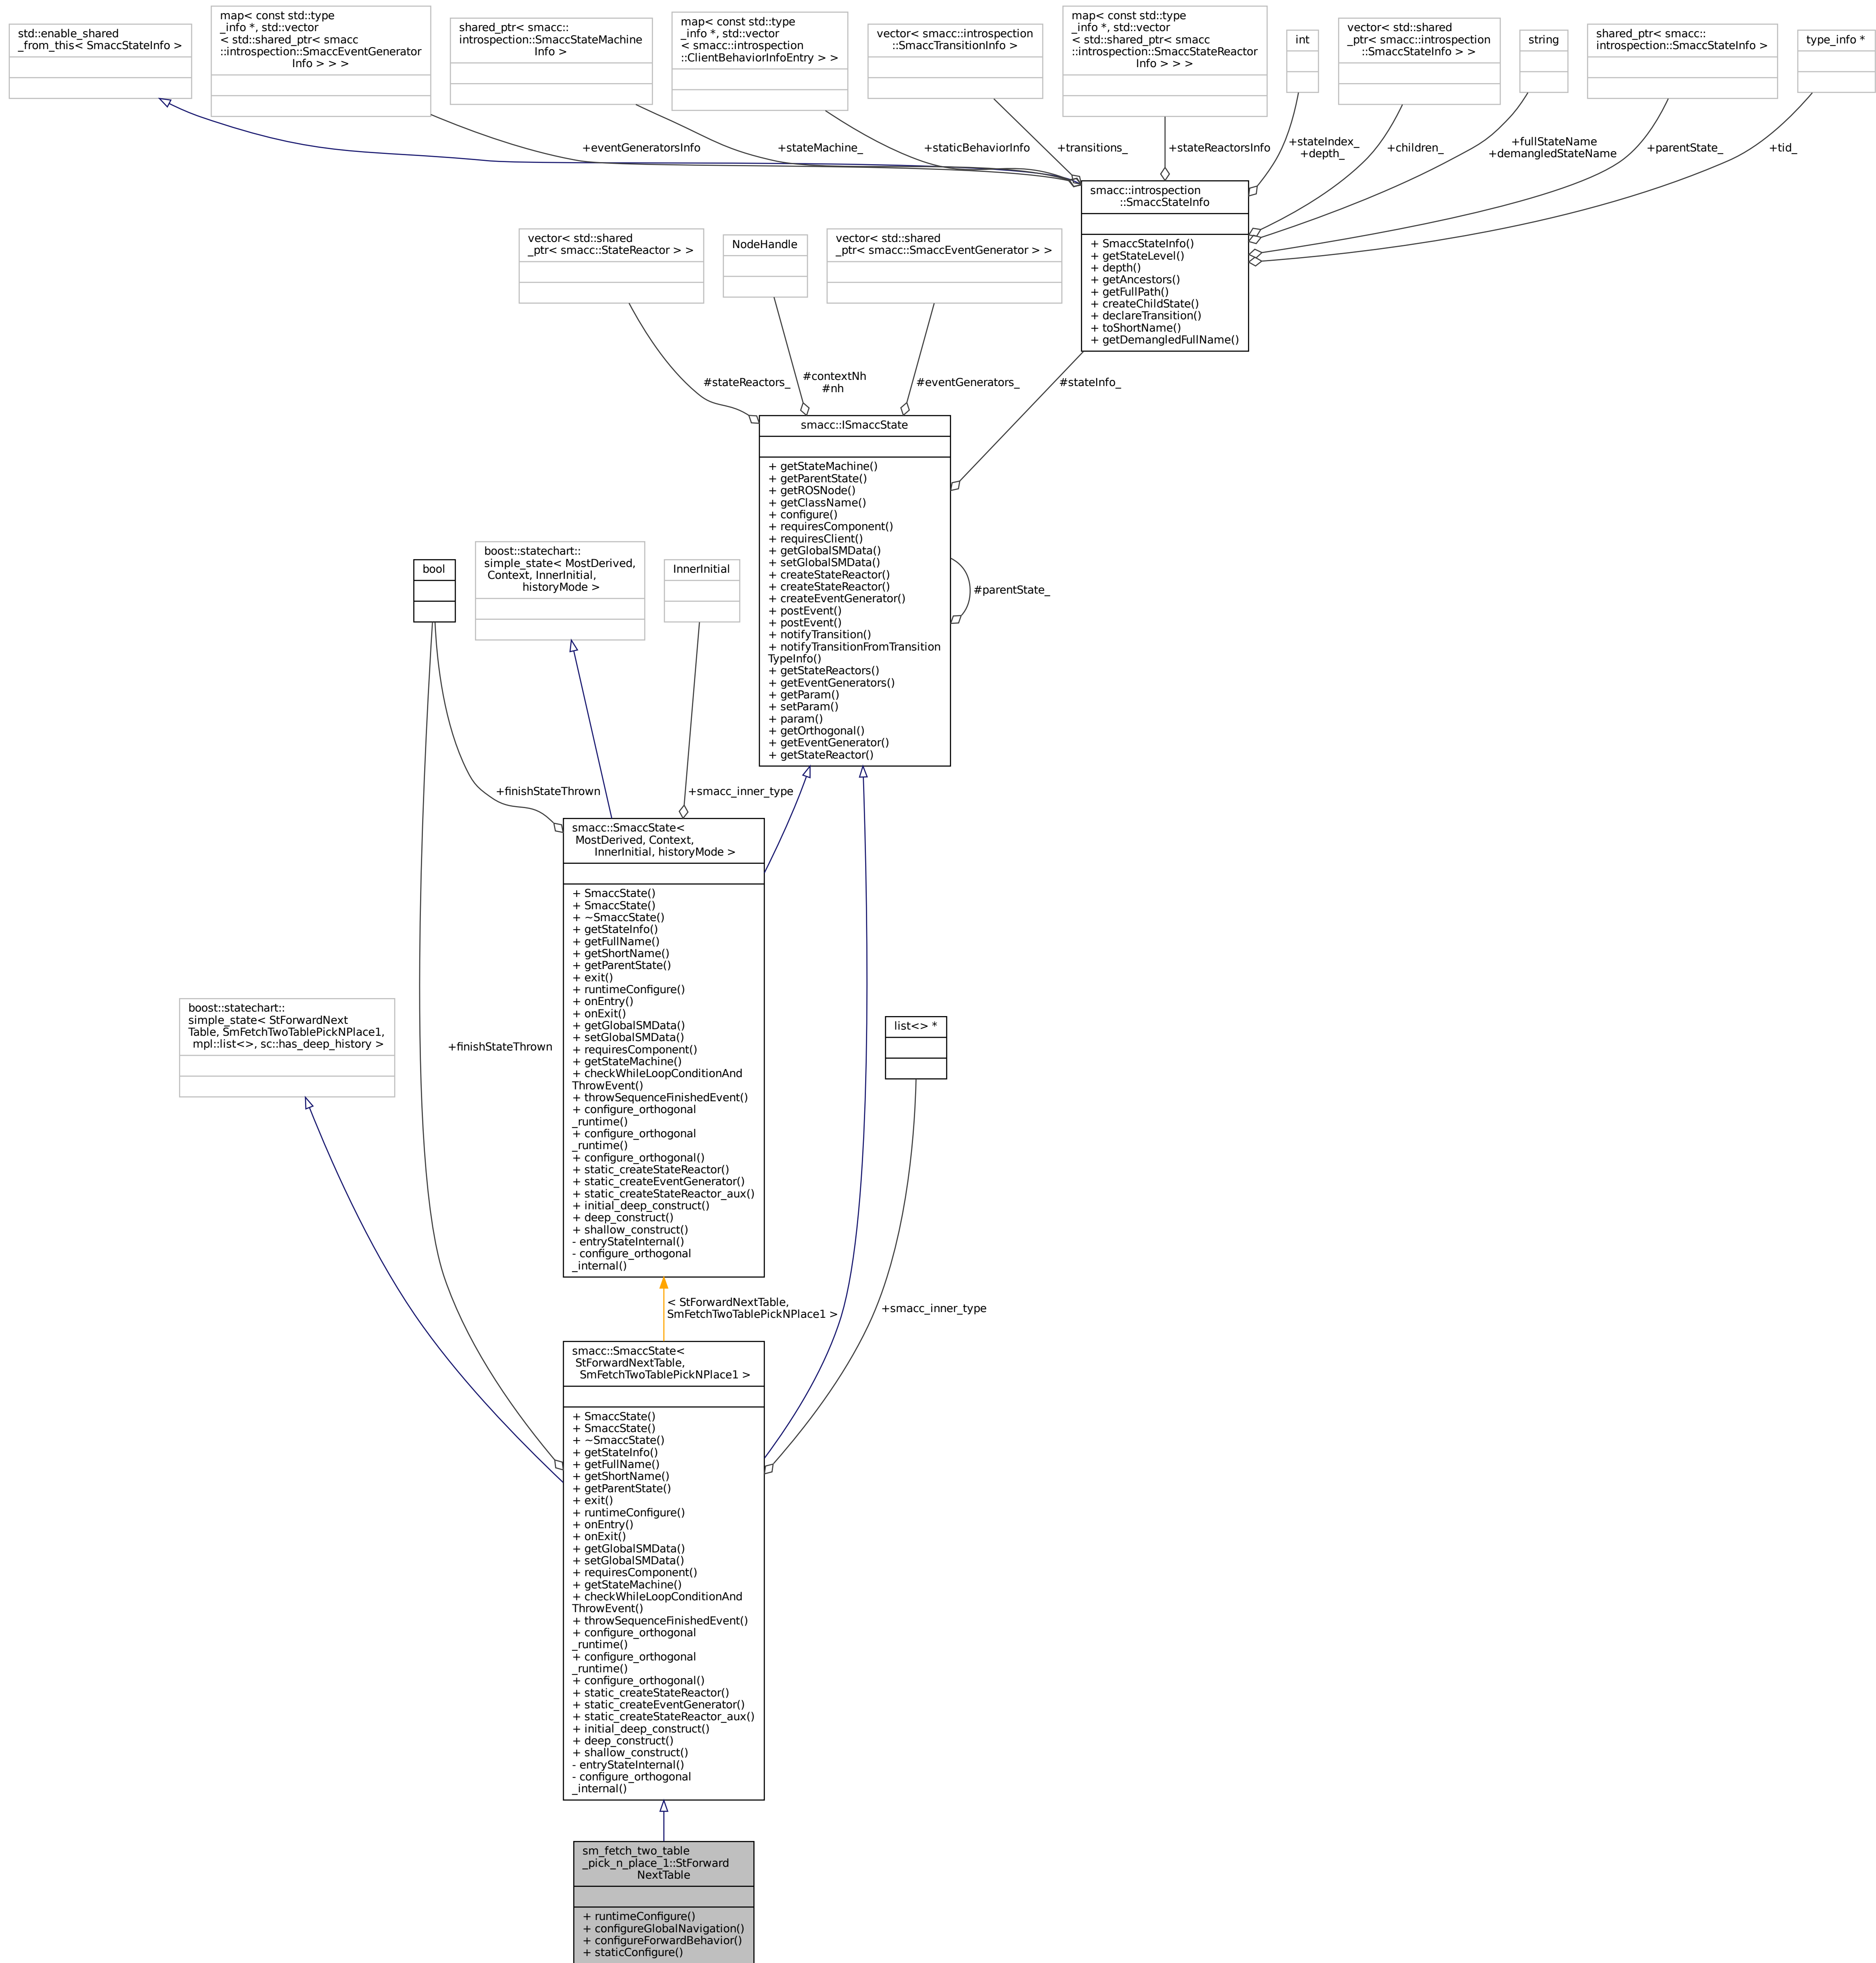 std::enable_shared
_from_this< SmaccStateInfo >
map< const std::type
_info *, std::vector
< std::shared_ptr< smacc
::introspection::SmaccEventGenerator
Info > > >
shared_ptr< smacc::
introspection::SmaccStateMachine
Info >
map< const std::type
_info *, std::vector
< smacc::introspection
::ClientBehaviorInfoEntry > >
vector< smacc::introspection
::SmaccTransitionInfo >
map< const std::type
_info *, std::vector
< std::shared_ptr< smacc
::introspection::SmaccStateReactor
Info > > >
int
vector< std::shared
_ptr< smacc::introspection
::SmaccStateInfo > >
string
shared_ptr< smacc::
introspection::SmaccStateInfo >
type_info *
+eventGeneratorsInfo
+stateMachine_
+staticBehaviorInfo
+transitions_
+stateReactorsInfo
+stateIndex_
+depth_
+children_
+fullStateName
+demangledStateName
+parentState_
+tid_
smacc::introspection
::SmaccStateInfo
+ SmaccStateInfo()
+ getStateLevel()
+ depth()
+ getAncestors()
+ getFullPath()
+ createChildState()
+ declareTransition()
+ toShortName()
+ getDemangledFullName()
vector< std::shared
_ptr< smacc::StateReactor > >
NodeHandle
vector< std::shared
_ptr< smacc::SmaccEventGenerator > >
#stateReactors_
#contextNh
#nh
#eventGenerators_
#stateInfo_
smacc::ISmaccState
+ getStateMachine()
+ getParentState()
+ getROSNode()
+ getClassName()
+ configure()
+ requiresComponent()
+ requiresClient()
+ getGlobalSMData()
+ setGlobalSMData()
+ createStateReactor()
+ createStateReactor()
+ createEventGenerator()
+ postEvent()
+ postEvent()
+ notifyTransition()
+ notifyTransitionFromTransition
TypeInfo()
+ getStateReactors()
+ getEventGenerators()
+ getParam()
+ setParam()
+ param()
+ getOrthogonal()
+ getEventGenerator()
+ getStateReactor()
#parentState_
bool
boost::statechart::
simple_state< MostDerived,
Context, InnerInitial,
historyMode >
InnerInitial
+finishStateThrown
+smacc_inner_type
smacc::SmaccState<
MostDerived, Context,
InnerInitial, historyMode >
+ SmaccState()
+ SmaccState()
+ ~SmaccState()
+ getStateInfo()
+ getFullName()
+ getShortName()
+ getParentState()
+ exit()
+ runtimeConfigure()
+ onEntry()
+ onExit()
+ getGlobalSMData()
+ setGlobalSMData()
+ requiresComponent()
+ getStateMachine()
+ checkWhileLoopConditionAnd
ThrowEvent()
+ throwSequenceFinishedEvent()
+ configure_orthogonal
_runtime()
+ configure_orthogonal
_runtime()
+ configure_orthogonal()
+ static_createStateReactor()
+ static_createEventGenerator()
+ static_createStateReactor_aux()
+ initial_deep_construct()
+ deep_construct()
+ shallow_construct()
- entryStateInternal()
- configure_orthogonal
_internal()
boost::statechart::
simple_state< StForwardNext
Table, SmFetchTwoTablePickNPlace1,
mpl::list<>, sc::has_deep_history >
+finishStateThrown
list<> *
< StForwardNextTable,
SmFetchTwoTablePickNPlace1 >
+smacc_inner_type
smacc::SmaccState<
StForwardNextTable,
SmFetchTwoTablePickNPlace1 >
+ SmaccState()
+ SmaccState()
+ ~SmaccState()
+ getStateInfo()
+ getFullName()
+ getShortName()
+ getParentState()
+ exit()
+ runtimeConfigure()
+ onEntry()
+ onExit()
+ getGlobalSMData()
+ setGlobalSMData()
+ requiresComponent()
+ getStateMachine()
+ checkWhileLoopConditionAnd
ThrowEvent()
+ throwSequenceFinishedEvent()
+ configure_orthogonal
_runtime()
+ configure_orthogonal
_runtime()
+ configure_orthogonal()
+ static_createStateReactor()
+ static_createEventGenerator()
+ static_createStateReactor_aux()
+ initial_deep_construct()
+ deep_construct()
+ shallow_construct()
- entryStateInternal()
- configure_orthogonal
_internal()
sm_fetch_two_table
_pick_n_place_1::StForward
NextTable
+ runtimeConfigure()
+ configureGlobalNavigation()
+ configureForwardBehavior()
+ staticConfigure()